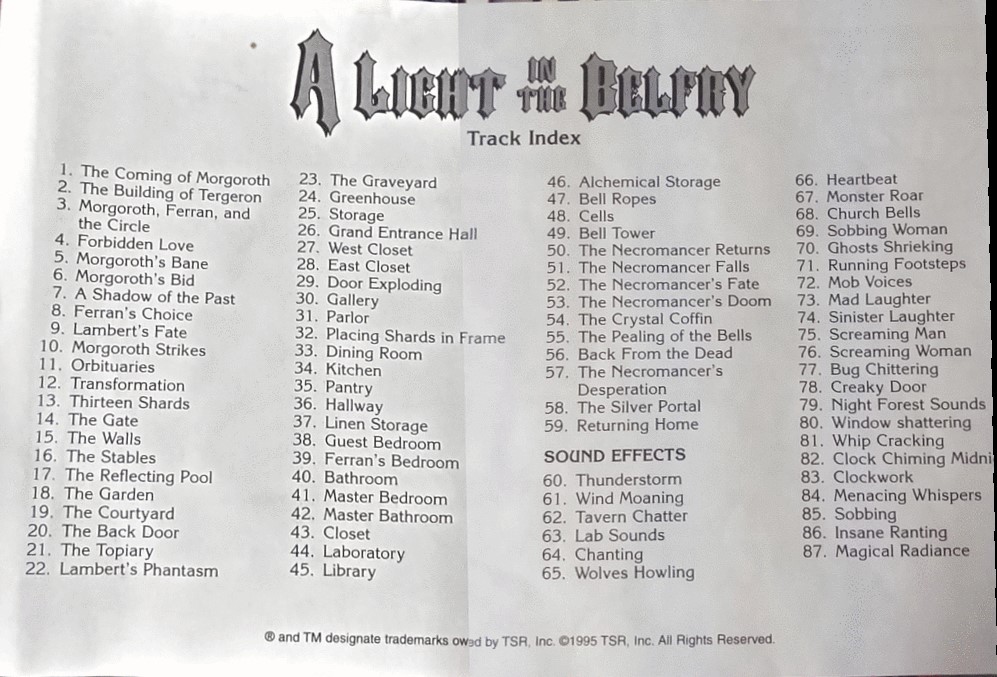 A LIGHT IN THE BELFRY
Track Index
1. The Coming of Morgoroth
2. The Building of Tergeron
3. Morgoroth, Ferran, and
the Circle
4. Forbidden Love
5. Morgoroth's Bane
6. Morgoroth's Bid
7. A Shadow of the Past
8. Ferran's Choice
9. Lambert's Fate
10. Morgoroth Strikes
11. Orbituaries
12. Transformation
13. Thirteen Shards
14. The Gate
15. The Walls
16. The Stables
17. The Reflecting Pool
18. The Garden
19. The Courtyard
20. The Back Door
21. The Topiary
22. Lambert's Phantasm
23. The Graveyard
24. Greenhouse
25. Storage
26. Grand Entrance Hall
27. West Closet
28. East Closet
29. Door Exploding
30. Gallery
31. Parlor
32. Placing Shards in Frame
33. Dining Room
34. Kitchen
35. Pantry
36. Hallway
37. Linen Storage
38. Guest Bedroom
39. Ferran's Bedroom
40. Bathroom
41. Master Bedroom
42. Master Bathroom
43. Closet
44. Laboratory
45. Library
46. Alchemical Storage
47. Bell Ropes
48. Cells
49. Bell Tower
50. The Necromancer Returns
51. The Necromancer Falls
52. The Necromancer's Fate
53. The Necromancer's Doom
54. The Crystal Coffin
55. The Pealing of the Bells
56. Back From the Dead
57. The Necromancer's
Desperation
58. The Silver Portal
59. Returning Home
SOUND EFFECTS
60. Thunderstorm
61. Wind Moaning
62. Tavern Chatter
63. Lab Sounds
64. Chanting
65. Wolves Howling
66. Heartbeat
67. Monster Roar
68. Church Bells
69. Sobbing Woman
70. Ghosts Shrieking
71. Running Footsteps
72. Mob Voices
73. Mad Laughter
74. Sinister Laughter
75. Screaming Man
76. Screaming Woman
77. Bug Chittering
78. Creaky Door
79. Night Forest Sounds
80. Window shattering
81. Whip Cracking
82. Clock Chiming Midni
83. Clockwork
84. Menacing Whispers
85. Sobbing
86. Insane Ranting
87. Magical Radiance
® and TM designate trademarks owed by TSR, Inc. ©1995 TSR, Inc. All Rights Reserved.